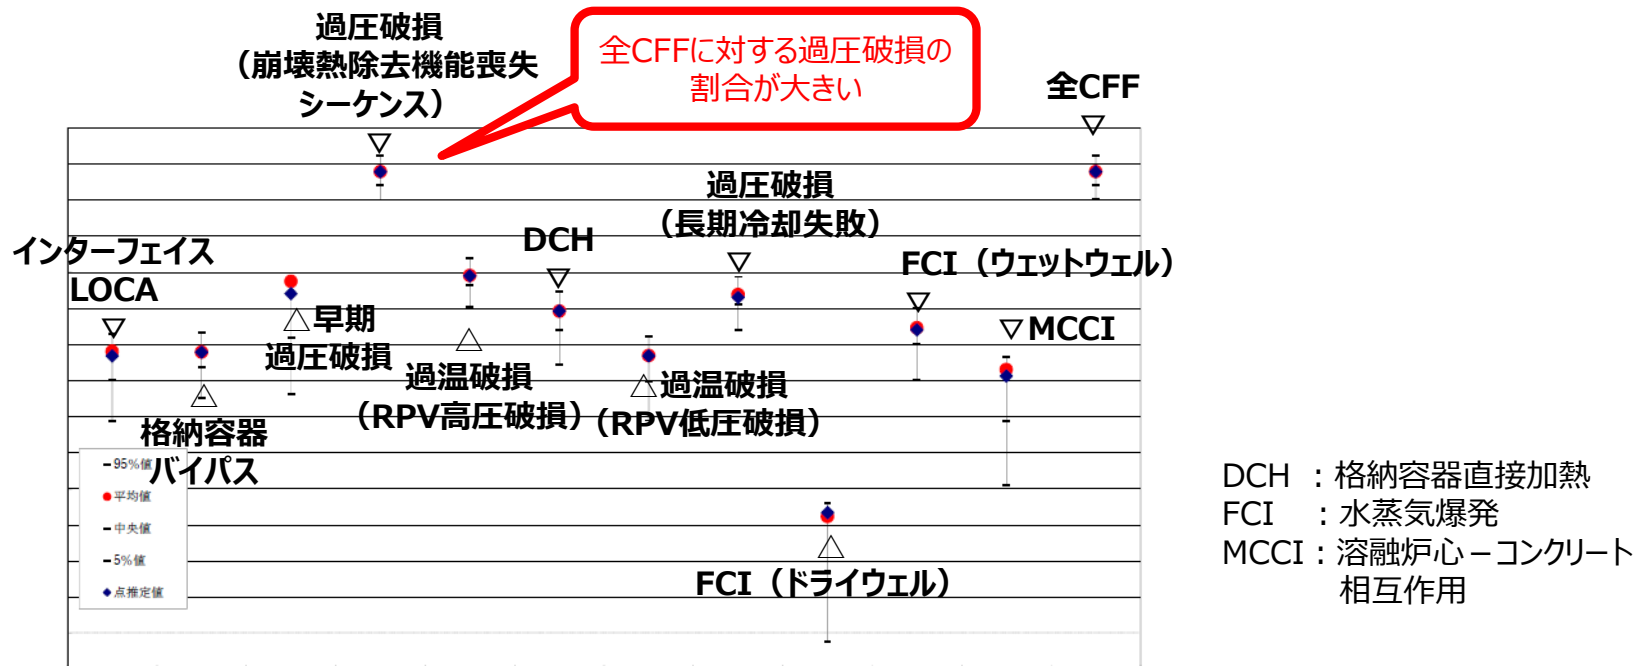 過圧破損
（崩壊熱除去機能喪失
シーケンス）
全CFFに対する過圧破損の
割合が大きい
全CFF
過圧破損
（長期冷却失敗）
DCH
インターフェイス
LOCA
FCI（ウェットウェル）
早期
過圧破損
MCCI
過温破損
（RPV高圧破損）
過温破損
（RPV低圧破損）
格納容器
バイパス
95%値
平均値
中央値
5%値
点推定値
FCI（ドライウェル）
DCH ：格納容器直接加熱
FCI ：水蒸気爆発
MCCI：溶融炉心－コンクリート
相互作用